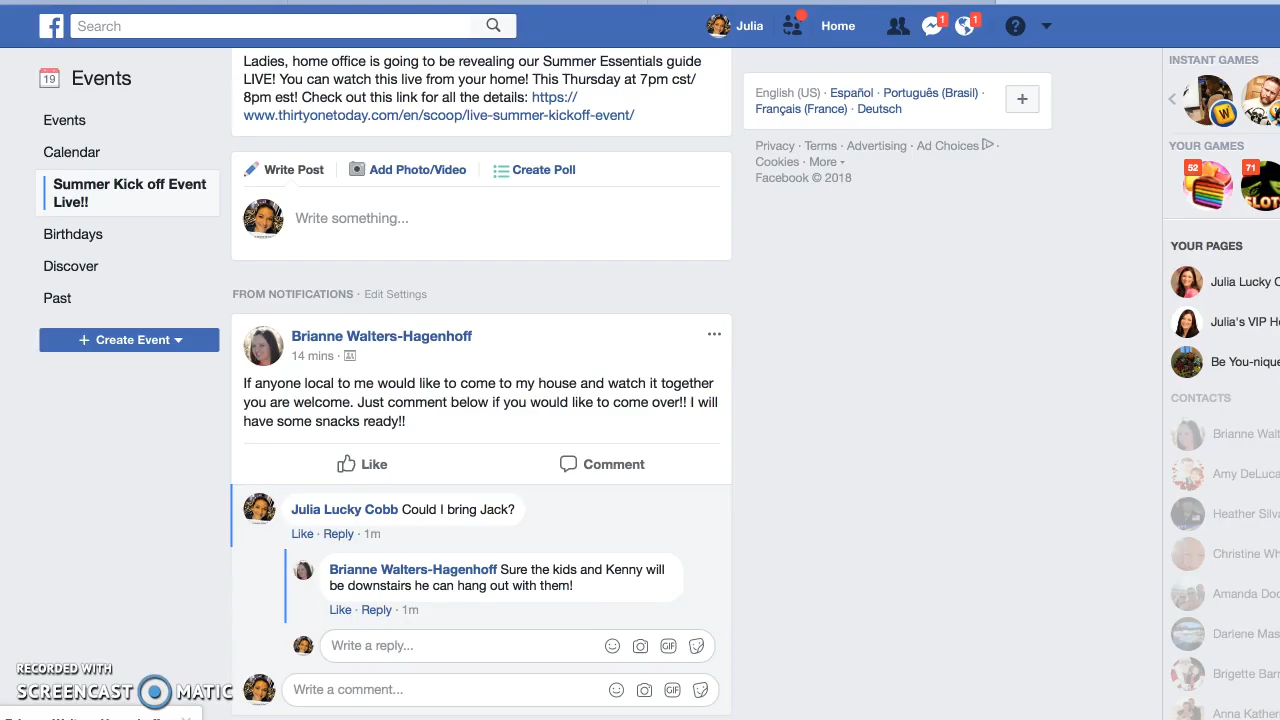 Search
Julia
Home
1
1
19
Events
Events
Calendar
Summer Kick off Event
Live!!
Birthdays
Discover
Past
+ Create Event
Ladies, home office is going to be revealing our Summer Essentials guide
LIVE! You can watch this live from your home! This Thursday at 7pm cst/
8pm est! Check out this link for all the details: https://
www.thirtyonetoday.com/en/scoop/live-summer-kickoff-event/
Write Post
Add Photo/Video
Create Poll
Write something...
FROM NOTIFICATIONS · Edit Settings
Brianne Walters-Hagenhoff
14 mins ·
If anyone local to me would like to come to my house and watch it together
you are welcome. Just comment below if you would like to come over!! I will
have some snacks ready!!
Like
Comment
Julia Lucky Cobb Could I bring Jack?
Like · Reply · 1m
Brianne Walters-Hagenhoff Sure the kids and Kenny will
be downstairs he can hang out with them!
Like · Reply · 1m
Write a reply...
GIF
Write a comment...
GIF
English (US) · Español · Português (Brasil) ·
Français (France) · Deutsch
Privacy · Terms · Advertising · Ad Choices ·
Cookies · More
Facebook © 2018
INSTANT GAMES
W
YOUR GAMES
52
71
SLOT
YOUR PAGES
Julia Lucky C
Julia's VIP H
Be You-nique
CONTACTS
Brianne Walt
Amy DeLuca
Heather Silva
Christine Wh
Amanda Doo
Darlene Mas
Brigette Barn
Anna Kather
RECORDED WITH
SCREENCAST MATIC